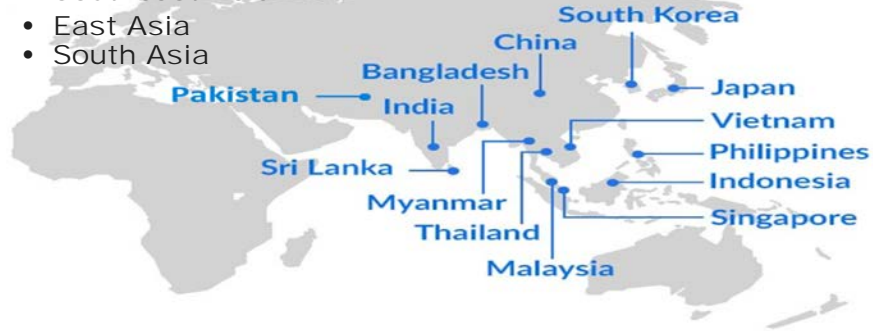 • East Asia
• South Asia
South Korea
China
Bangladesh
Pakistan
India
Japan
Vietnam
Sri Lanka
Philippines
Indonesia
Myanmar
Singapore
Thailand
Malaysia